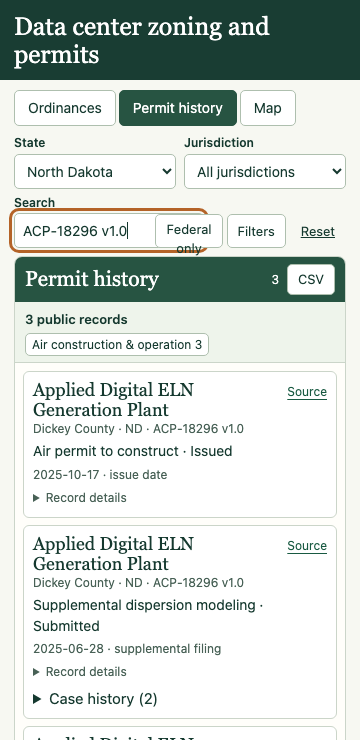 Data center zoning and
permits
Ordinances
Permit history
Map
State
Jurisdiction
North Dakota
All jurisdictions
Search
ACP-18296 v1.0
Federal
only
Filters
Reset
Permit history
3
CSV
3 public records
Air construction & operation 3
Applied Digital ELN
Generation Plant
Source
Dickey County · ND · ACP-18296 v1.0
Air permit to construct · Issued
2025-10-17 · issue date
Record details
Applied Digital ELN
Generation Plant
Source
Dickey County · ND · ACP-18296 v1.0
Supplemental dispersion modeling ·
Submitted
2025-06-28 · supplemental filing
Record details
Case history (2)
Applied Digital ELN